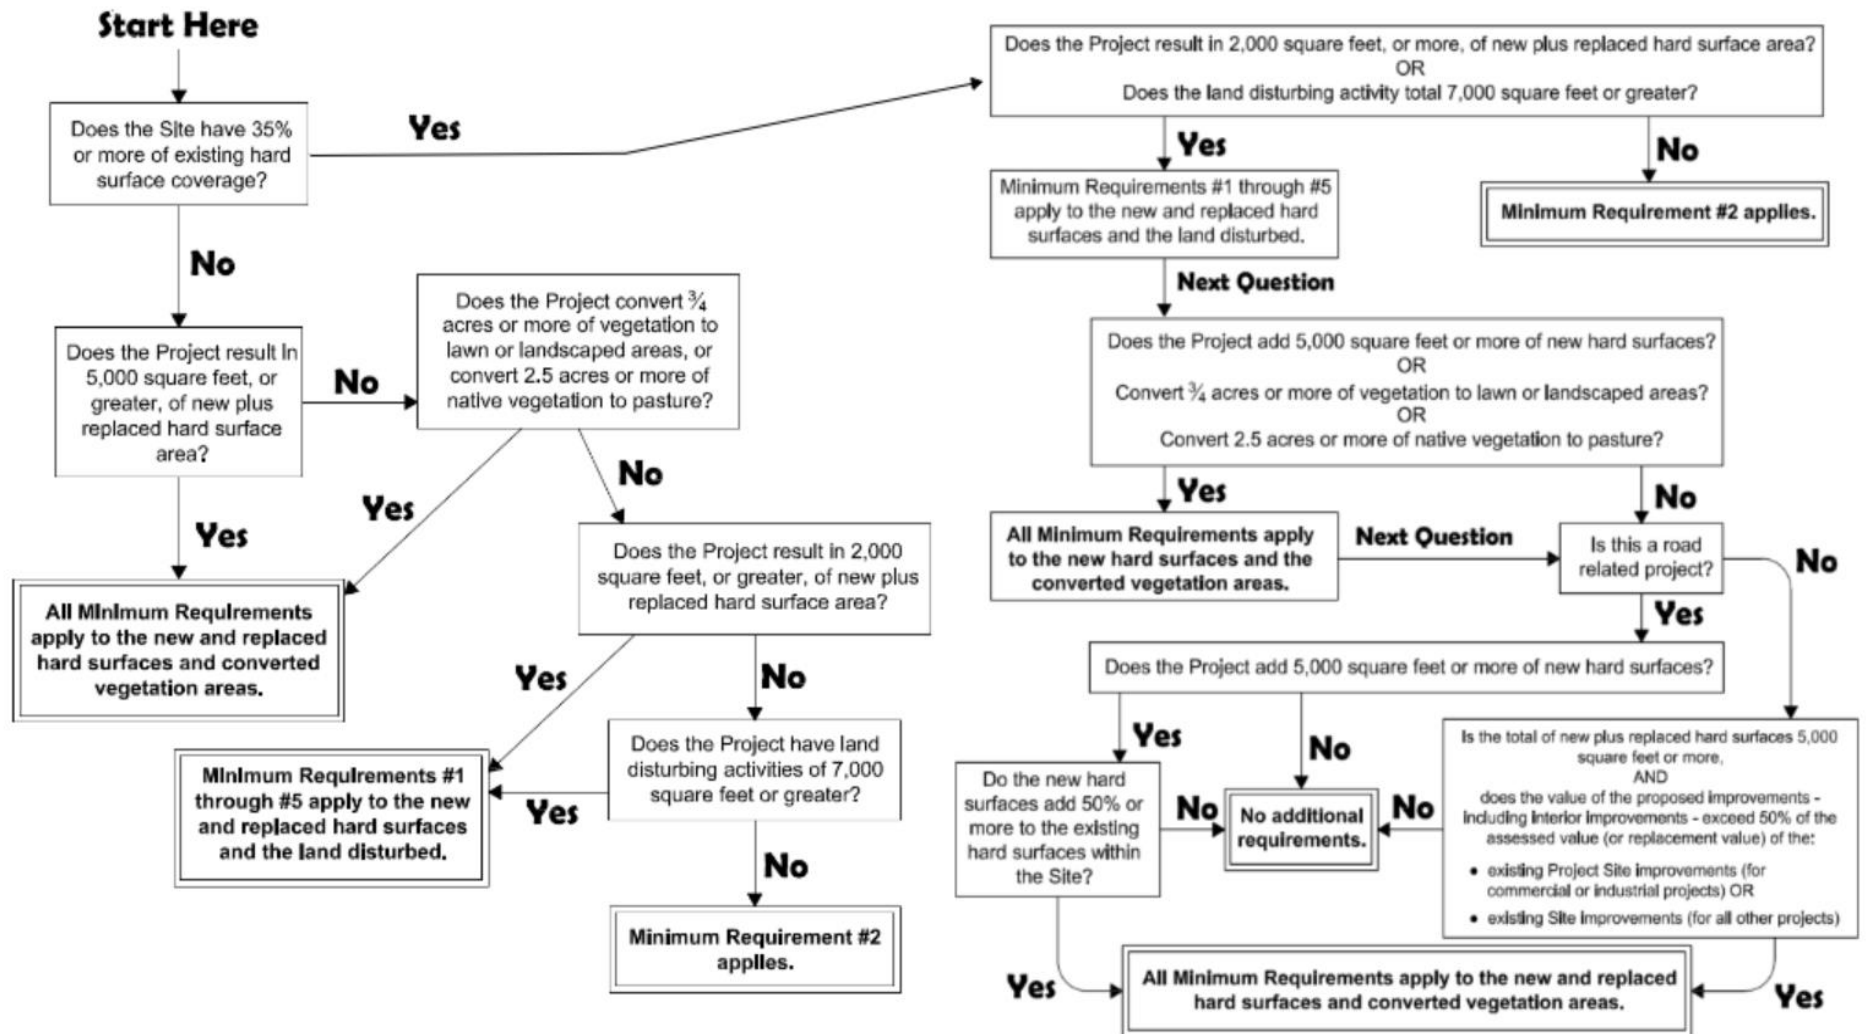 Start Here
Does the Site have 35%
or more of existing hard
surface coverage?
Yes
No
Does the Project result in
5,000 square feet, or
greater, of new plus
replaced hard surface
area?
No
Yes
Does the Project convert ¾
acres or more of vegetation to
lawn or landscaped areas, or
convert 2.5 acres or more of
native vegetation to pasture?
Yes
No
All Minimum Requirements
apply to the new and replaced
hard surfaces and converted
vegetation areas.
Does the Project result in 2,000
square feet, or greater, of new plus
replaced hard surface area?
Yes
No
Minimum Requirements #1
through #5 apply to the new
and replaced hard surfaces
and the land disturbed.
Does the Project have land
disturbing activities of 7,000
square feet or greater?
Yes
No
Minimum Requirement #2
applies.
Does the Project result in 2,000 square feet, or more, of new plus replaced hard surface area?
OR
Does the land disturbing activity total 7,000 square feet or greater?
Yes
No
Minimum Requirements #1 through #5
apply to the new and replaced hard
surfaces and the land disturbed.
Minimum Requirement #2 applies.
Next Question
Does the Project add 5,000 square feet or more of new hard surfaces?
OR
Convert ¾ acres or more of vegetation to lawn or landscaped areas?
OR
Convert 2.5 acres or more of native vegetation to pasture?
Yes
No
All Minimum Requirements apply
to the new hard surfaces and the
converted vegetation areas.
Next Question
Is this a road
related project?
No
Yes
Does the Project add 5,000 square feet or more of new hard surfaces?
Yes
No
Do the new hard
surfaces add 50% or
more to the existing
hard surfaces within
the Site?
No
No additional
requirements.
No
Is the total of new plus replaced hard surfaces 5,000
square feet or more,
AND
does the value of the proposed improvements -
including interior improvements - exceed 50% of the
assessed value (or replacement value) of the:
• existing Project Site improvements (for
commercial or industrial projects) OR
• existing Site improvements (for all other projects)
Yes
All Minimum Requirements apply to the new and replaced
hard surfaces and converted vegetation areas.
Yes